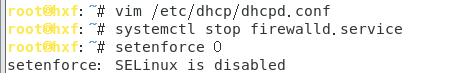 root@hxf:~# vim /etc/dhcp/dhcpd.conf
root@hxf:~# systemctl stop firewalld.service
root@hxf:~# setenforce 0
setenforce: SELinux is disabled